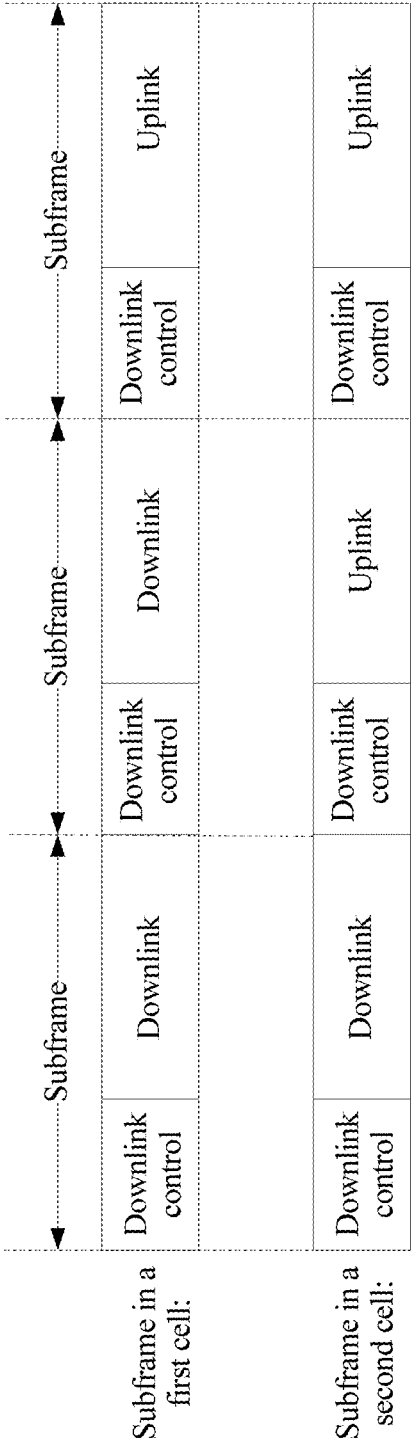 Subframe
Subframe
Subframe
Subframe in a
first cell:
Downlink
control
Downlink
Downlink
control
Downlink
Downlink
control
Uplink
Subframe in a
second cell:
Downlink
control
Downlink
Downlink
control
Uplink
Downlink
control
Uplink